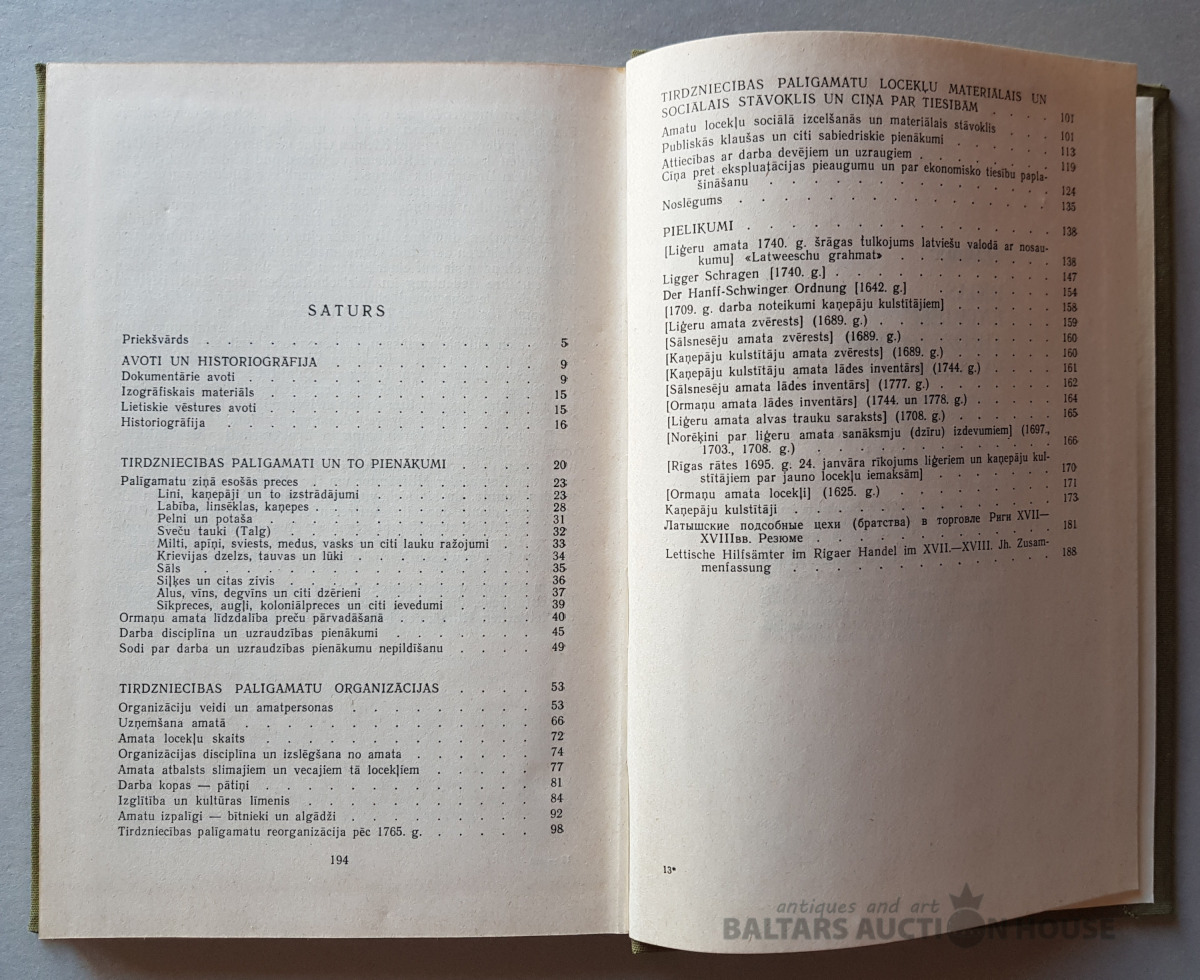 SATURS
Priekšvārds . . . . . . . . . . . . . . . 5
AVOTI UN HISTORIOGRĀFIJA . . . . . . . . . 9
Dokumentārie avoti . . . . . . . . . . . . . 9
Izogrāfiskais materiāls . . . . . . . . . . . . 15
Lietiskie vēstures avoti . . . . . . . . . . . . 15
Historiogrāfija . . . . . . . . . . . . . . 16
TIRDZNIECĪBAS PALĪGAMATI UN TO PIENĀKUMI . . . . 20
Palīgamatu ziņā esošās preces . . . . . . . . . . 23
Lini, kaņepāji un to izstrādājumi . . . . . . . . 23
Labība, linsēklas, kaņepes . . . . . . . . . . 28
Pelni un potaša . . . . . . . . . . . . 31
Sveču tauki (Talg) . . . . . . . . . . . 32
Milti, apiņi, sviests, medus, vasks un citi lauku ražojumi . . 33
Krievijas dzelzs, tauvas un lūki . . . . . . . . 34
Sāls . . . . . . . . . . . . . . . 35
Siļķes un citas zivis . . . . . . . . . . . 36
Alus, vīns, degvīns un citi dzērieni . . . . . . . 37
Sīkpreces, augļi, koloniālpreces un citi ievedumi . . . . 39
Ormaņu amata līdzdalība preču pārvadāšanā . . . . . . 40
Darba disciplīna un uzraudzības pienākumi . . . . . . 45
Sodi par darba un uzraudzības pienākumu nepildīšanu . . . . 49
TIRDZNIECĪBAS PALĪGAMATU ORGANIZĀCIJAS . . . . 53
Organizāciju veidi un amatpersonas . . . . . . . . 53
Uzņemšana amatā . . . . . . . . . . . . . 66
Amata locekļu skaits . . . . . . . . . . . . 72
Organizācijas disciplīna un izslēgšana no amata . . . . . 74
Amata atbalsts slimajiem un vecajiem tā locekļiem . . . . . 77
Darba kopas — pātiņi . . . . . . . . . . . . 81
Izglītība un kultūras līmenis . . . . . . . . . . 84
Amatu izpalīgi — bītnieki un algādži . . . . . . . . 92
Tirdzniecības palīgamatu reorganizācija pēc 1765. g. . . . . . 98
194
TIRDZNIECĪBAS PALĪGAMATU LOCEKĻU MATERIĀLAIS UN
SOCIĀLAIS STĀVOKLIS UN CĪŅA PAR TIESĪBĀM . . . . 101
Amatu locekļu sociālā izcelšanās un materiālais stāvoklis . . . 101
Publiskās klaušas un citi sabiedriskie pienākumi . . . . . 113
Attiecības ar darba devējiem un uzraugiem . . . . . . . 119
Cīņa pret ekspluatācijas pieaugumu un par ekonomisko tiesību papla-
šināšanu . . . . . . . . . . . . . . 124
Noslēgums . . . . . . . . . . . . . . . 135
PIELIKUMI . . . . . . . . . . . . . . . 138
[Liģeru amata 1740. g. šrāgas tulkojums latviešu valodā ar nosau-
kumu] «Latweeschu grahmat» . . . . . . . . . 138
Ligger Schragen [1740. g.] . . . . . . . . . . . 147
Der Hanff-Schwinger Ordnung [1642. g.] . . . . . . . 154
[1709. g. darba noteikumi kaņepāju kulstītājiem] . . . . . 158
[Liģeru amata zvērests] (1689. g.) . . . . . . . . . 159
[Sālsnesēju amata zvērests] (1689. g.) . . . . . . . . 160
[Kaņepāju kulstītāju amata zvērests] (1689. g.) . . . . . . 160
[Kaņepāju kulstītāju amata lādes inventārs] (1744. g.) . . . . 161
[Sālsnesēju amata lādes inventārs] (1777. g.) . . . . . . 162
[Ormaņu amata lādes inventārs] (1744. un 1778. g.) . . . . . 164
[Liģeru amata alvas trauku saraksts] (1708. g.) . . . . . . 165
[Norēķini par liģeru amata sanāksmju (dzīru) izdevumiem] (1697.,
1703., 1708. g.) . . . . . . . . . . . . 166
[Rīgas rātes 1695. g. 24. janvāra rīkojums liģeriem un kaņepāju kul-
stītājiem par jauno locekļu iemaksām] . . . . . . . 170
[Ormaņu amata locekļi] (1625. g.) . . . . . . . . . 171
Kaņepāju kulstītāji . . . . . . . . . . . . . 173
Латышские подсобные цехи (братства) в торговле Риги XVII—
XVIIIвв. Резюме . . . . . . . . . . . . 181
Lettische Hilfsämter im Rigaer Handel im XVII.—XVIII. Jh. Zusam-
menfassung . . . . . . . . . . . . . 188
13*
antiques and art
BALTARS AUCTION HOUSE